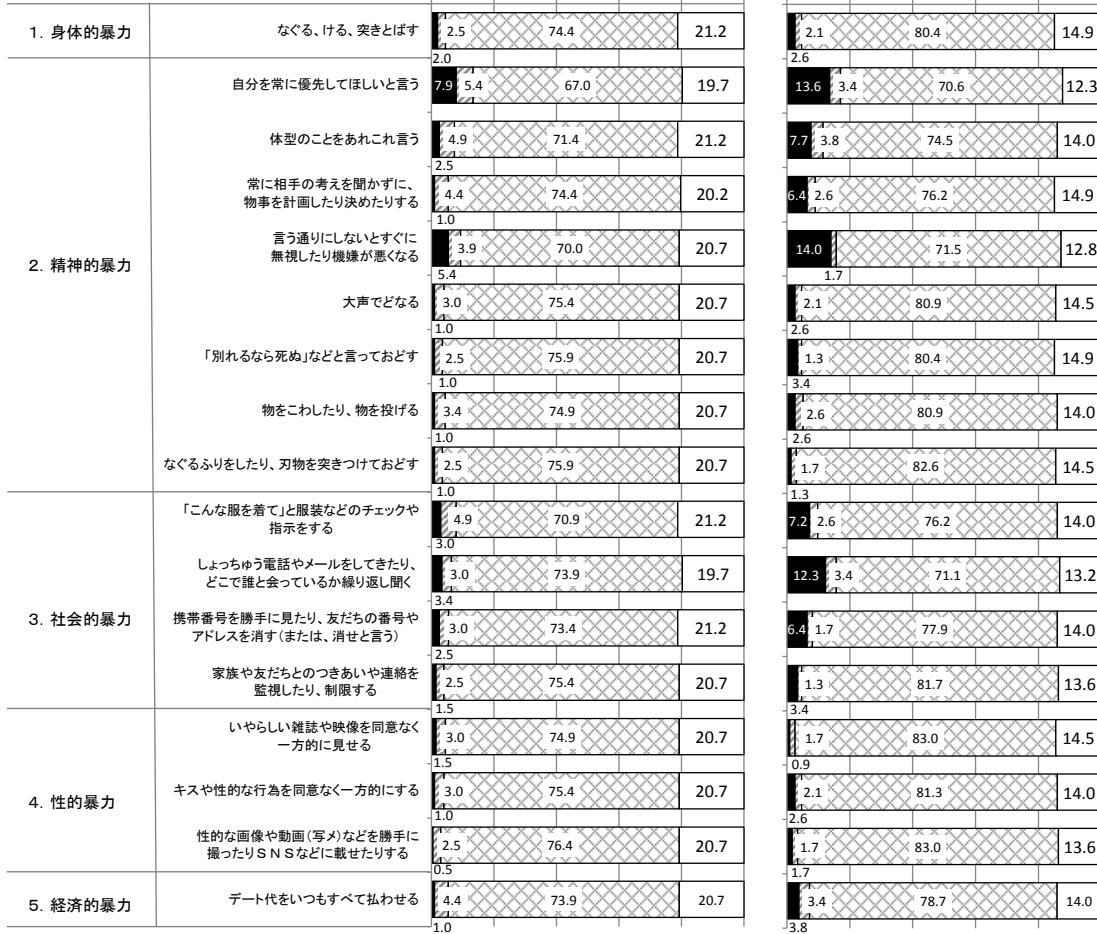 1．身体的暴力
なぐる、ける、突きとばす
2.5 74.4 21.2
2.1 80.4 14.9
2.0
2.6
2．精神的暴力
自分を常に優先してほしいと言う
7.9 5.4 67.0 19.7
13.6 3.4 70.6 12.3
体型のことをあれこれ言う
4.9 71.4 21.2
7.7 3.8 74.5 14.0
2.5
常に相手の考えを聞かずに、
物事を計画したり決めたりする
4.4 74.4 20.2
6.4 2.6 76.2 14.9
1.0
言う通りにしないとすぐに
無視したり機嫌が悪くなる
3.9 70.0 20.7
14.0 71.5 12.8
5.4
1.7
大声でどなる
3.0 75.4 20.7
2.1 80.9 14.5
1.0
2.6
「別れるなら死ぬ」などと言っておどす
2.5 75.9 20.7
1.3 80.4 14.9
1.0
3.4
物をこわしたり、物を投げる
3.4 74.9 20.7
2.6 80.9 14.0
1.0
2.6
なぐるふりをしたり、刃物を突きつけておどす
2.5 75.9 20.7
1.7 82.6 14.5
1.0
1.3
3．社会的暴力
「こんな服を着て」と服装などのチェックや
指示をする
4.9 70.9 21.2
7.2 2.6 76.2 14.0
3.0
しょっちゅう電話やメールをしてきたり、
どこで誰と会っているか繰り返し聞く
3.0 73.9 19.7
12.3 3.4 71.1 13.2
3.4
携帯番号を勝手に見たり、友だちの番号や
アドレスを消す（または、消せと言う）
3.0 73.4 21.2
6.4 1.7 77.9 14.0
2.5
家族や友だちとのつきあいや連絡を
監視したり、制限する
2.5 75.4 20.7
1.3 81.7 13.6
1.5
3.4
4．性的暴力
いやらしい雑誌や映像を同意なく
一方的に見せる
3.0 74.9 20.7
1.7 83.0 14.5
1.5
0.9
キスや性的な行為を同意なく一方的にする
3.0 75.4 20.7
2.1 81.3 14.0
1.0
2.6
性的な画像や動画（写メ）などを勝手に
撮ったりＳＮＳなどに載せたりする
2.5 76.4 20.7
1.7 83.0 13.6
0.5
1.7
5．経済的暴力
デート代をいつもすべて払わせる
4.4 73.9 20.7
3.4 78.7 14.0
1.0
3.8